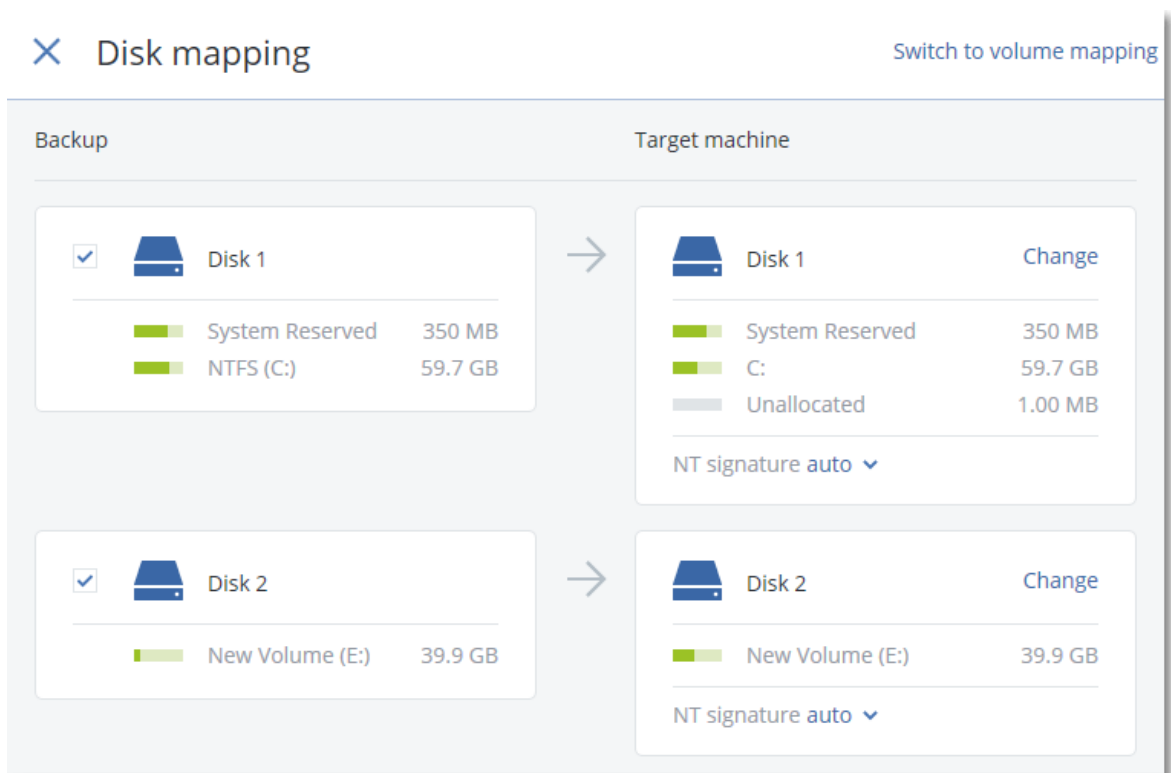 Disk mapping
Switch to volume mapping
Backup
Target machine
Disk 1
System Reserved 350 MB
NTFS (C:) 59.7 GB
Disk 1 Change
System Reserved 350 MB
C: 59.7 GB
Unallocated 1.00 MB
NT signature auto
Disk 2
New Volume (E:) 39.9 GB
Disk 2 Change
New Volume (E:) 39.9 GB
NT signature auto